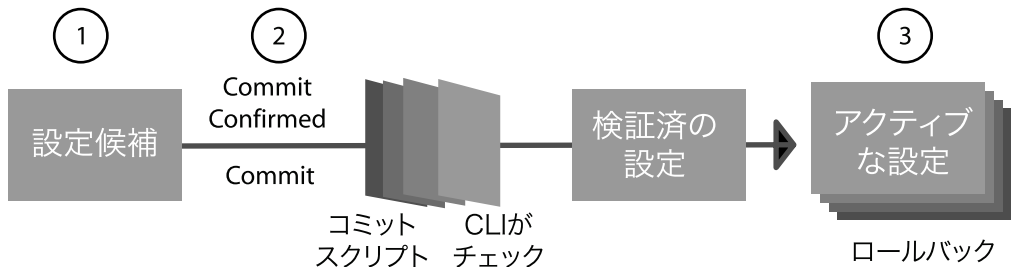 1
2
3
設定候補
Commit
Confirmed
Commit
コミット
スクリプト
CLIが
チェック
検証済の
設定
アクティブ
な設定
ロールバック